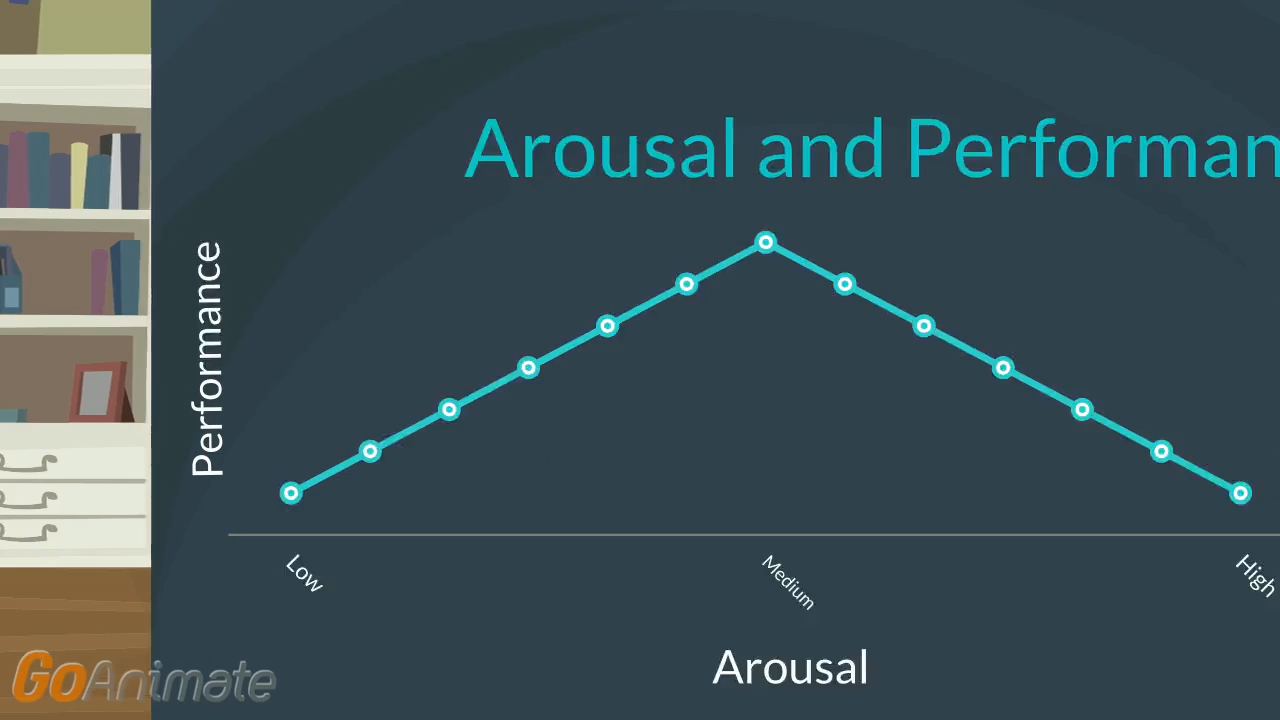 Arousal and Performan
Performance
Low
Medium
High
Arousal
GoAnimate